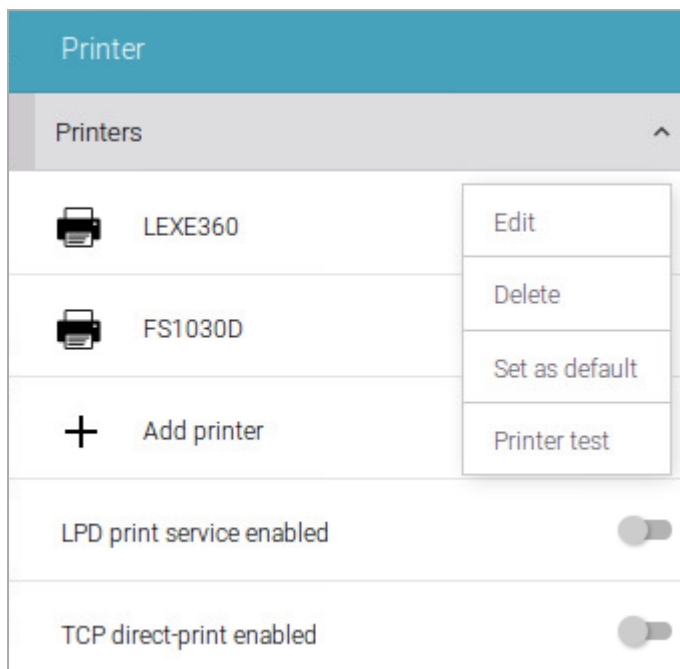 Printer
Printers
LEXE360
Edit
Delete
FS1030D
Set as default
Add printer
Printer test
LPD print service enabled
TCP direct-print enabled